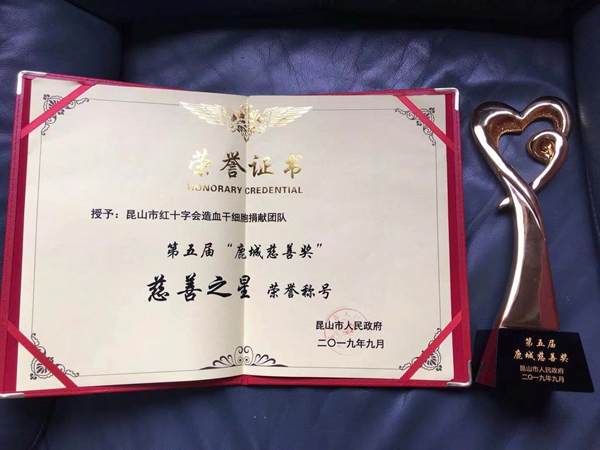 荣誉证书
HONORARY CREDENTIAL
授予：昆山市红十字会造血干细胞捐献团队
第五届“鹿城慈善奖”
慈善之星 荣誉称号
昆山市人民政府
二〇一九年九月
第五届
鹿城慈善奖
昆山市人民政府
二〇一九年九月